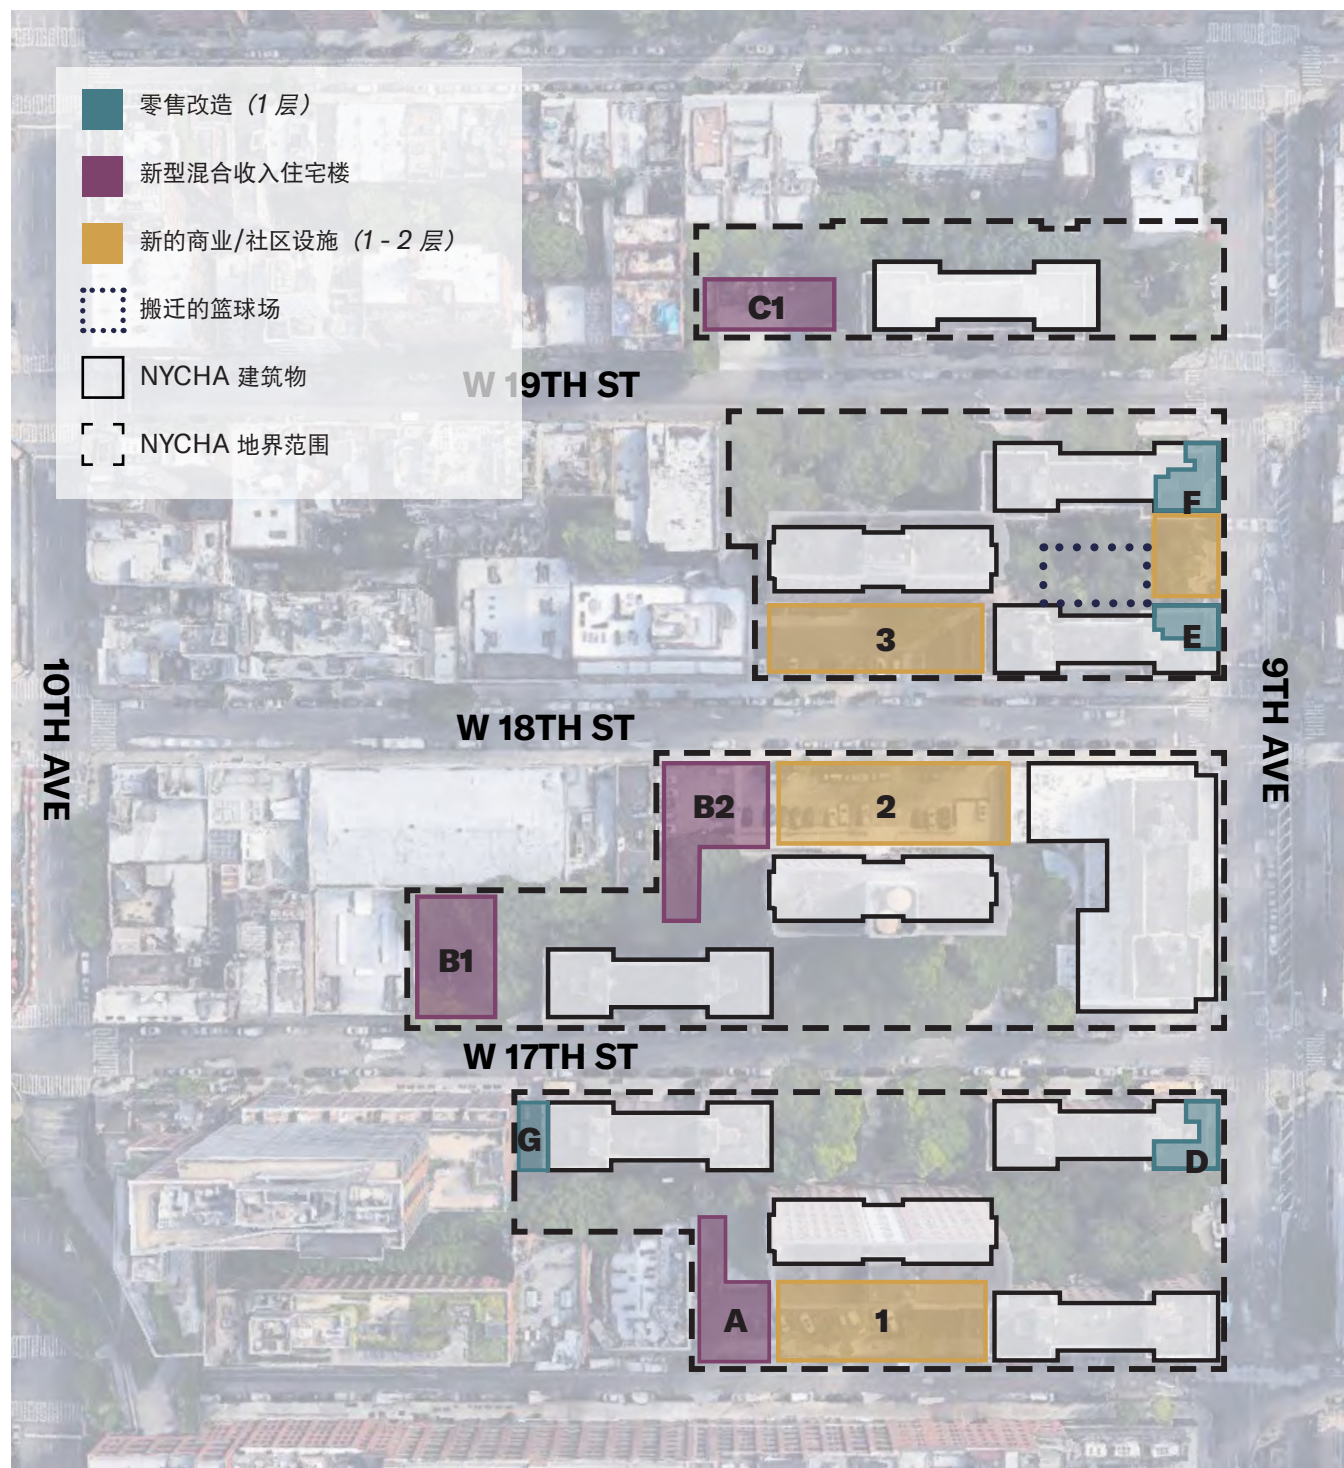 零售改造（1 层）
新型混合收入住宅楼
新的商业/社区设施（1 - 2 层）
搬迁的篮球场
NYCHA 建筑物
NYCHA 地界范围
C1
W 19TH ST
F
E
3
10TH AVE
9TH AVE
W 18TH ST
B2
2
B1
W 17TH ST
G
D
A
1